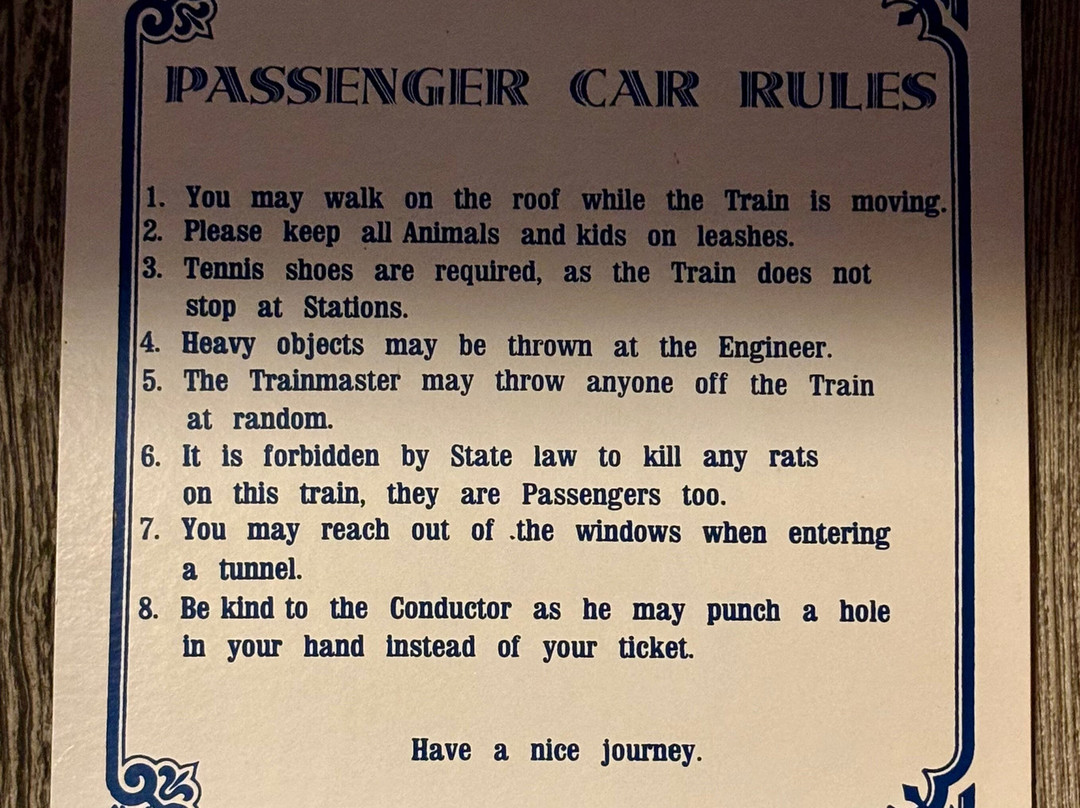 PASSENGER CAR RULES
1. You may walk on the roof while the Train is moving.
2. Please keep all Animals and kids on leashes.
3. Tennis shoes are required, as the Train does not
stop at Stations.
4. Heavy objects may be thrown at the Engineer.
5. The Trainmaster may throw anyone off the Train
at random.
6. It is forbidden by State law to kill any rats
on this train, they are Passengers too.
7. You may reach out of .the windows when entering
a tunnel.
8. Be kind to the Conductor as he may punch a hole
in your hand instead of your ticket.
Have a nice journey.